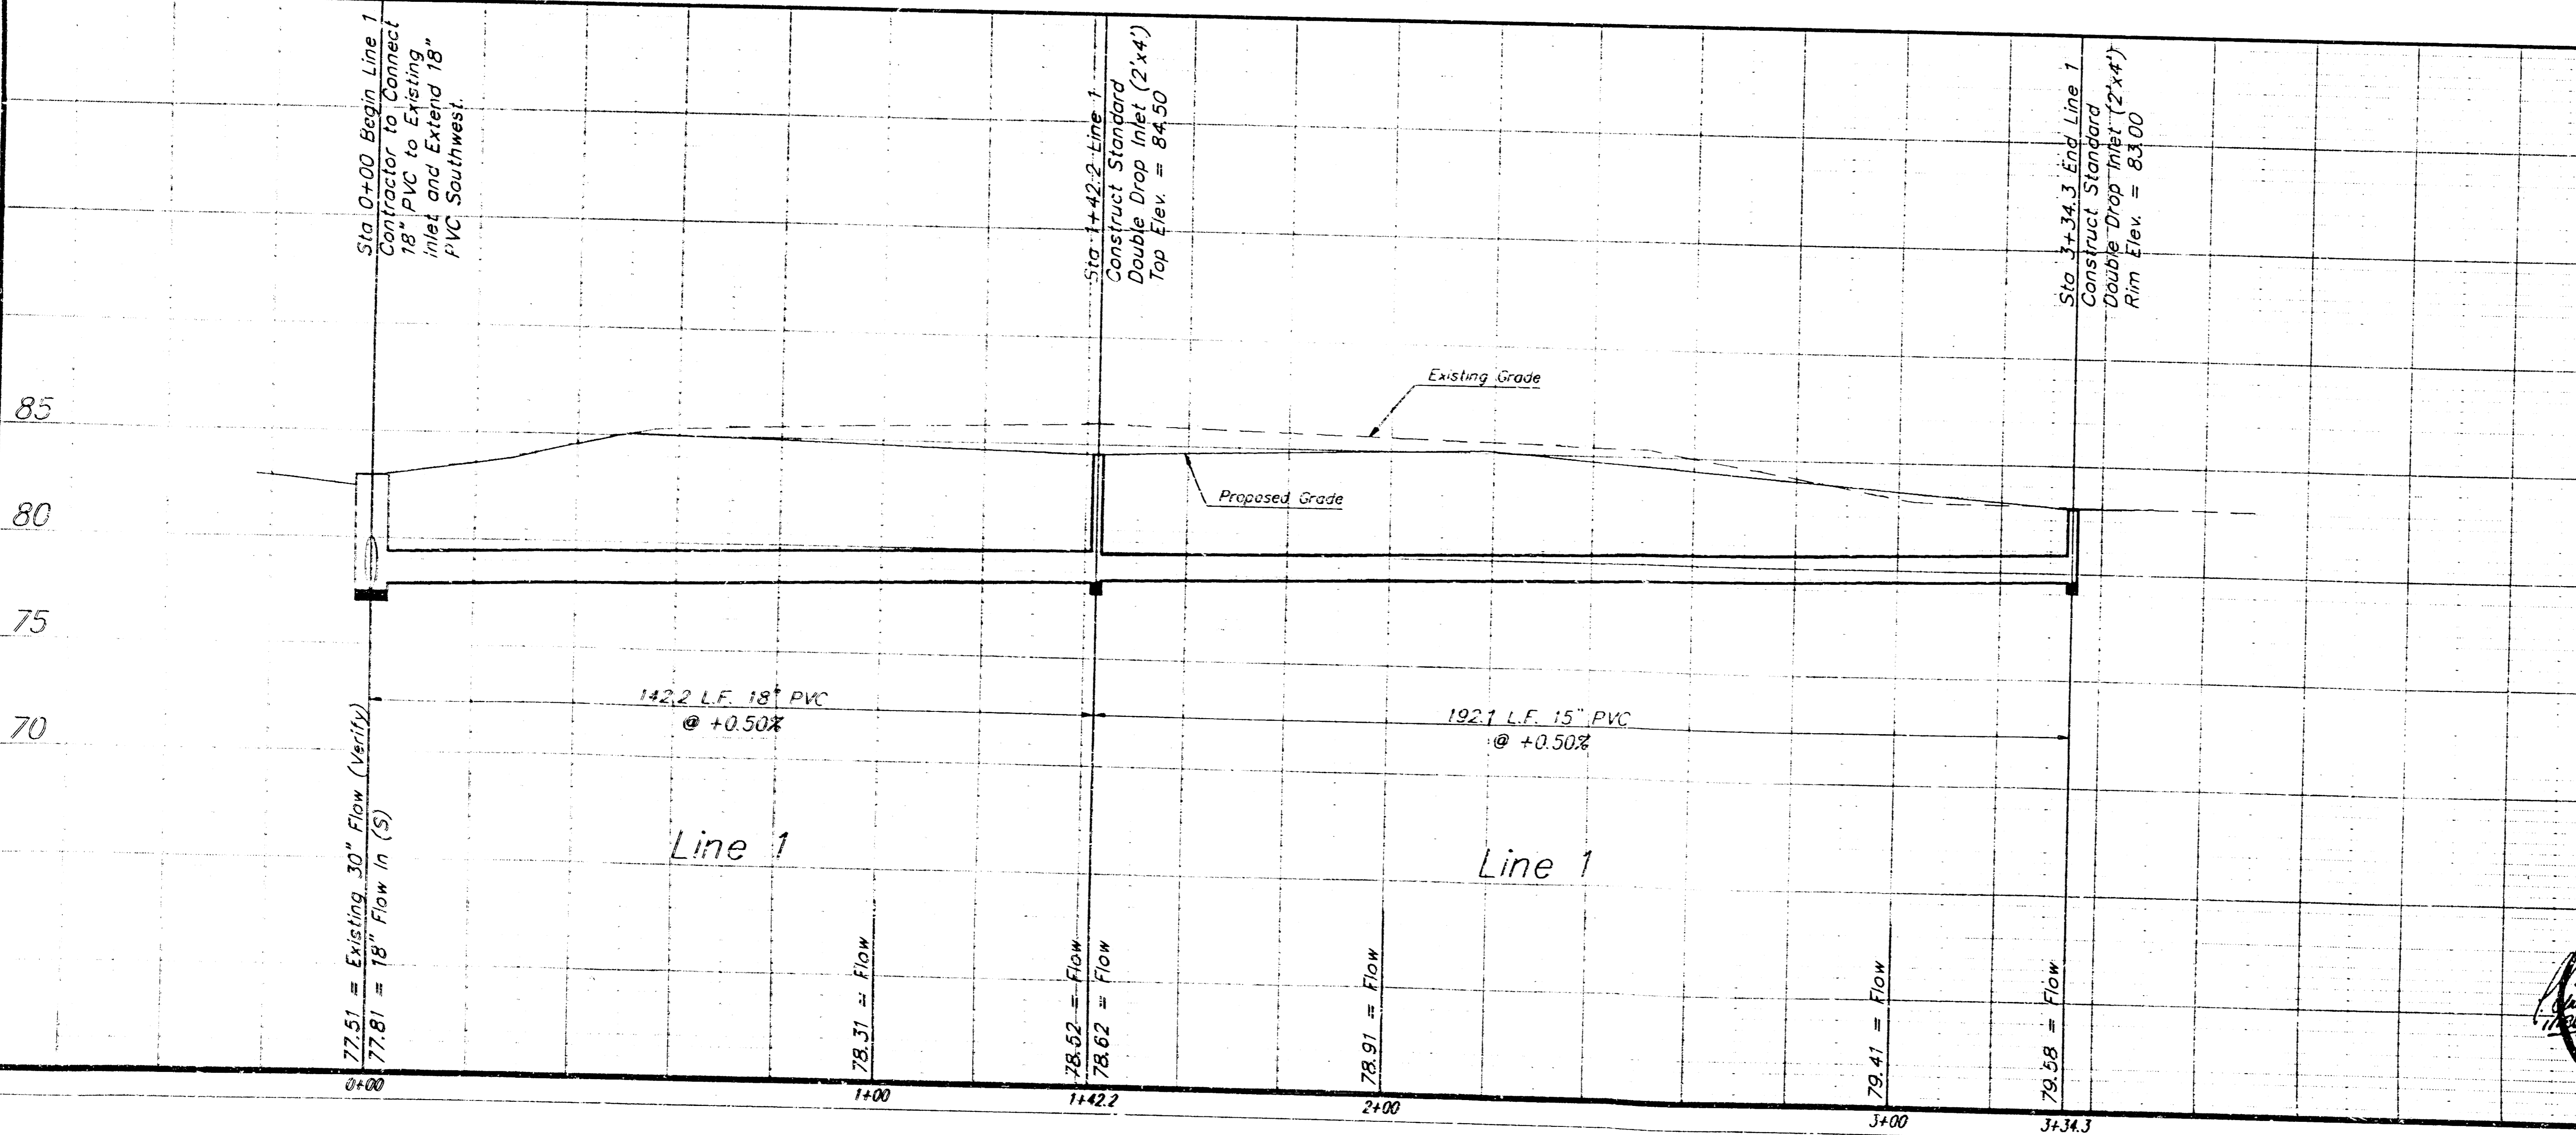 Sta 0+00 Begin Line 1
Contractor to Connect
18" PVC to Existing
inlet and Extend 18"
PVC Southwest.
Sta 1+42.2 Line 1
Construct Standard
Double Drop Inlet (2'x4')
Top Elev. = 84.50
Sta 3+34.3 End Line 1
Construct Standard
Double Drop Inlet (2'x4')
Rim Elev. = 83.00
Existing Grade
85
Proposed Grade
80
75
142.2 L.F. 18" PVC
@ +0.50%
192.1 L.F. 15" PVC
@ +0.50%
70
Line 1
Line 1
77.51 = Existing 30" Flow (Verify)
77.81 = 18" Flow In (S)
78.31 = Flow
78.52 = Flow
78.62 = Flow
78.91 = Flow
79.41 = Flow
79.58 = Flow
0+00
1+00
1+42.2
2+00
3+00
3+34.3